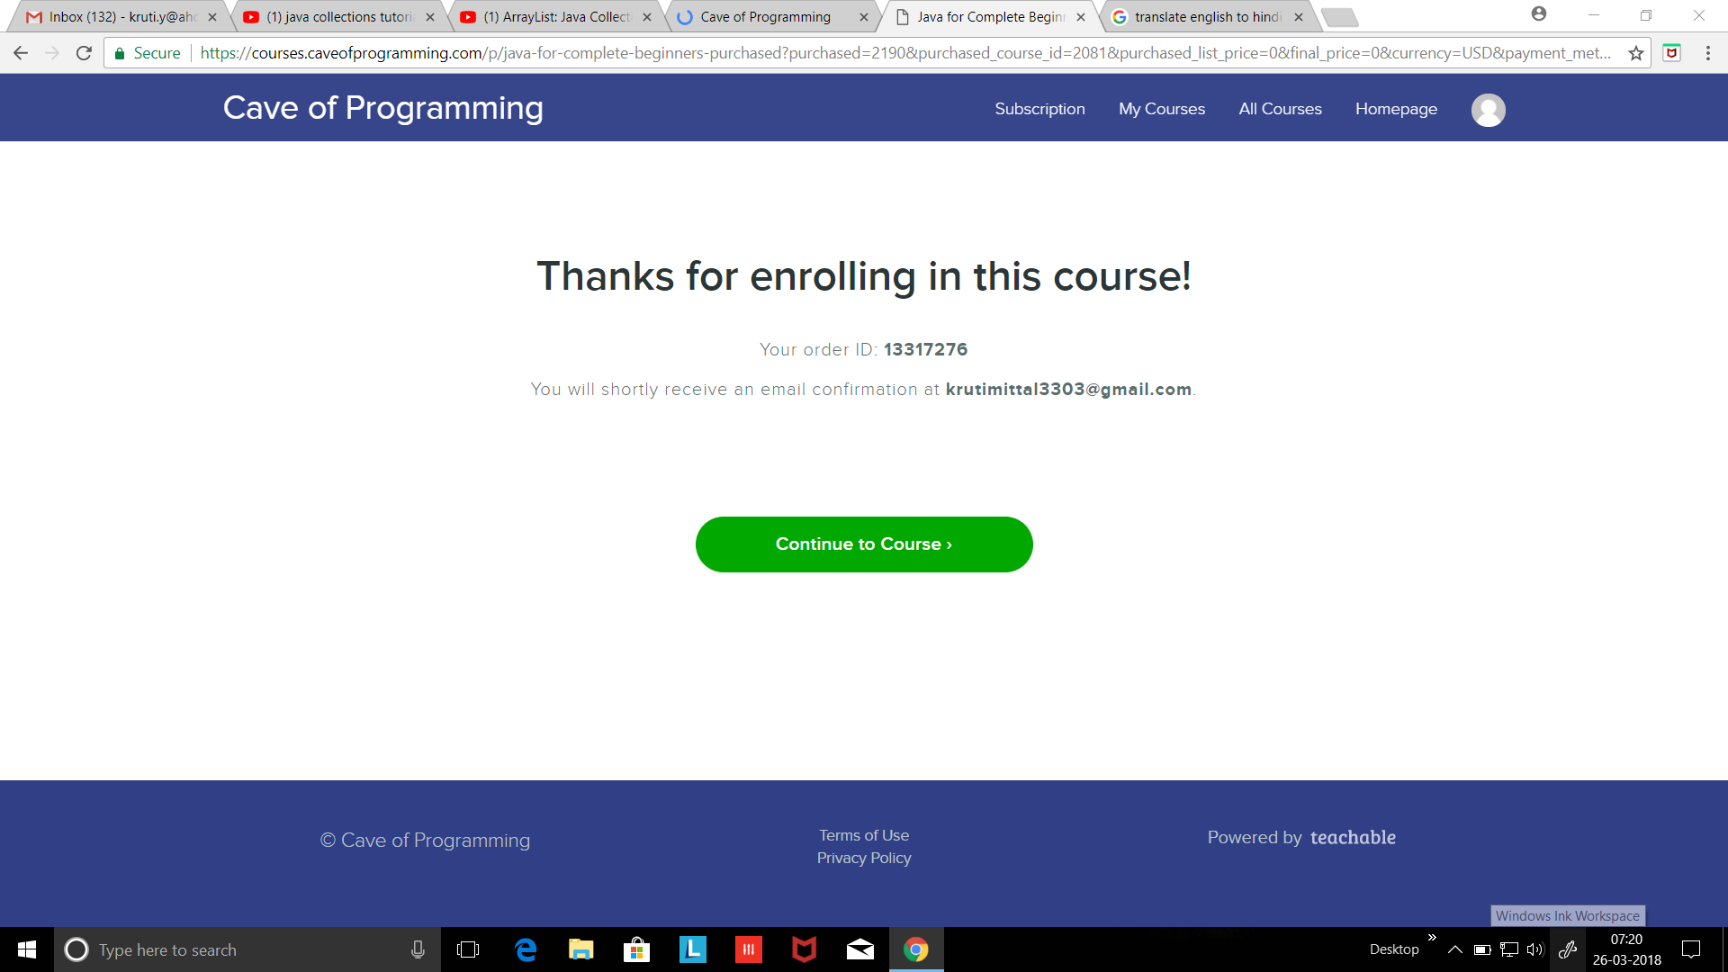 Inbox (132) - kruti.y@ah
(1) java collections tutori
(1) ArrayList: Java Collect
Cave of Programming
Java for Complete Begin
translate english to hindi
Secure
https://courses.caveofprogramming.com/p/java-for-complete-beginners-purchased?purchased=2190&purchased_course_id=2081&purchased_list_price=0&final_price=0&currency=USD&payment_met...
Cave of Programming
Subscription
My Courses
All Courses
Homepage
Thanks for enrolling in this course!
Your order ID: 13317276
You will shortly receive an email confirmation at krutimittal3303@gmail.com.
Continue to Course ›
© Cave of Programming
Terms of Use
Privacy Policy
Powered by teachable
Windows Ink Workspace
Type here to search
L
Desktop
07:20
26-03-2018